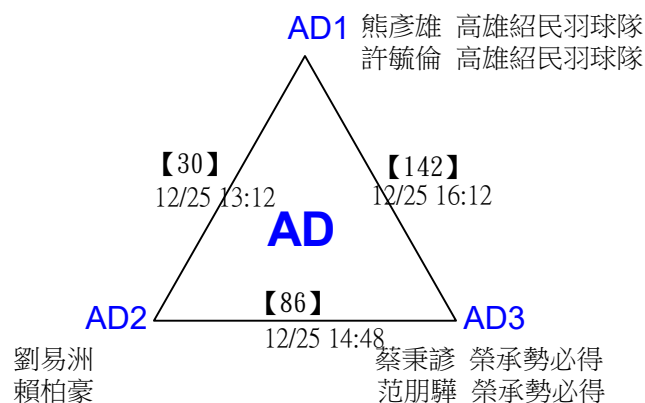 AD1 熊彥雄 高雄紹民羽球隊
許毓倫 高雄紹民羽球隊
【30】
12/25 13:12
【142】
12/25 16:12
AD
AD2
【86】
12/25 14:48
AD3
劉易洲
賴柏豪
蔡秉諺 榮承勢必得
范朋驊 榮承勢必得